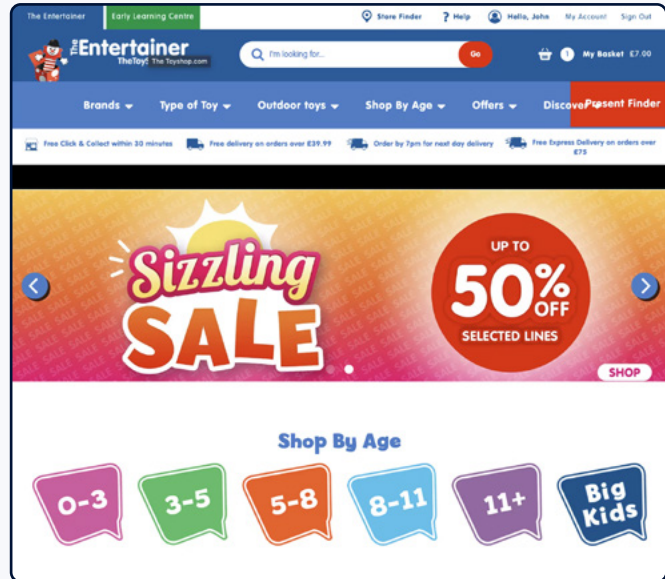 The Entertainer
Early Learning Centre
Store Finder
? Help
Hello, John
My Account
Sign Out
The Entertainer
TheToy! The Toyshop.com
I'm looking for...
Go
1 My Basket £7.00
Brands
Type of Toy
Outdoor toys
Shop By Age
Offers
Discover
Present Finder
Free Click & Collect within 30 minutes
Free delivery on orders over £39.99
Order by 7pm for next day delivery
Free Express Delivery on orders over
£75
Sizzling
SALE
UP TO
50% OFF
SELECTED LINES
SHOP
Shop By Age
0-3
3-5
5-8
8-11
11+
Big
Kids